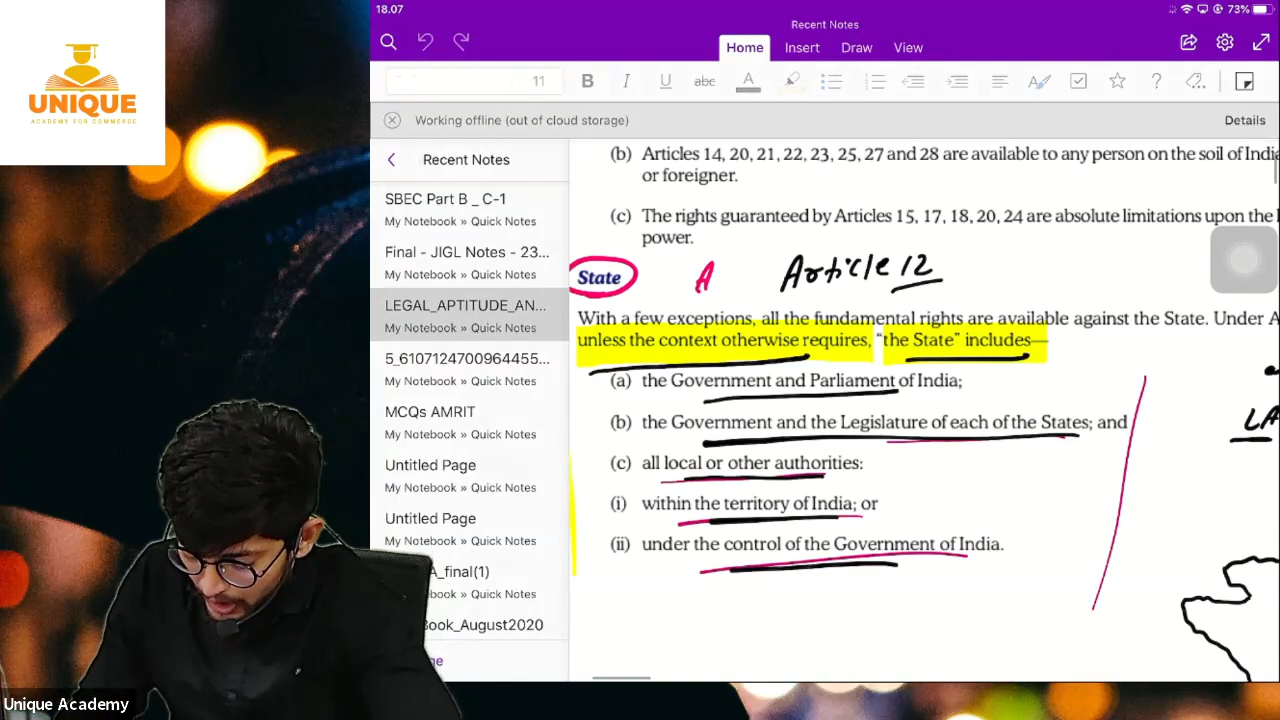 18.07
73%
Recent Notes
Home
Insert
Draw
View
11
B
I
U
abc
A
?
Working offline (out of cloud storage)
Details
UNIQUE
ACADEMY FOR COMMERCE
Recent Notes
SBEC Part B _ C-1
My Notebook » Quick Notes
Final - JIGL Notes - 23...
My Notebook » Quick Notes
LEGAL_APTITUDE_AN...
My Notebook » Quick Notes
5_6107124700964455...
My Notebook » Quick Notes
MCQs AMRIT
My Notebook » Quick Notes
Untitled Page
My Notebook » Quick Notes
Untitled Page
My Notebook » Quick Notes
A_final(1)
My Notebook » Quick Notes
ook_August2020
(b) Articles 14, 20, 21, 22, 23, 25, 27 and 28 are available to any person on the soil of India
or foreigner.
(c) The rights guaranteed by Articles 15, 17, 18, 20, 24 are absolute limitations upon the
power.
State A Article 12
With a few exceptions, all the fundamental rights are available against the State. Under A
unless the context otherwise requires, “the State” includes—
(a) the Government and Parliament of India;
(b) the Government and the Legislature of each of the States; and
LA
(c) all local or other authorities:
(i) within the territory of India; or
(ii) under the control of the Government of India.
Unique Academy